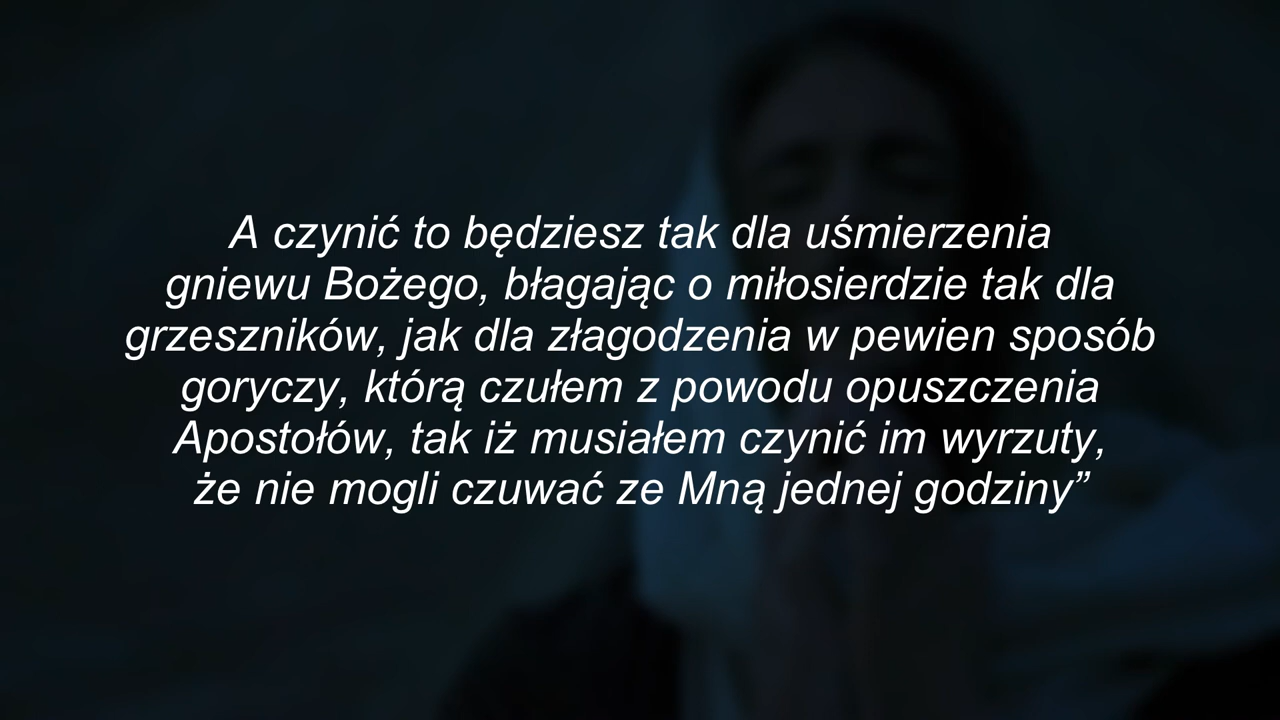 A czynić to będziesz tak dla uśmierzenia
gniewu Bożego, błagając o miłosierdzie tak dla
grzeszników, jak dla złagodzenia w pewien sposób
goryczy, którą czułem z powodu opuszczenia
Apostołów, tak iż musiałem czynić im wyrzuty,
że nie mogli czuwać ze Mną jednej godziny”